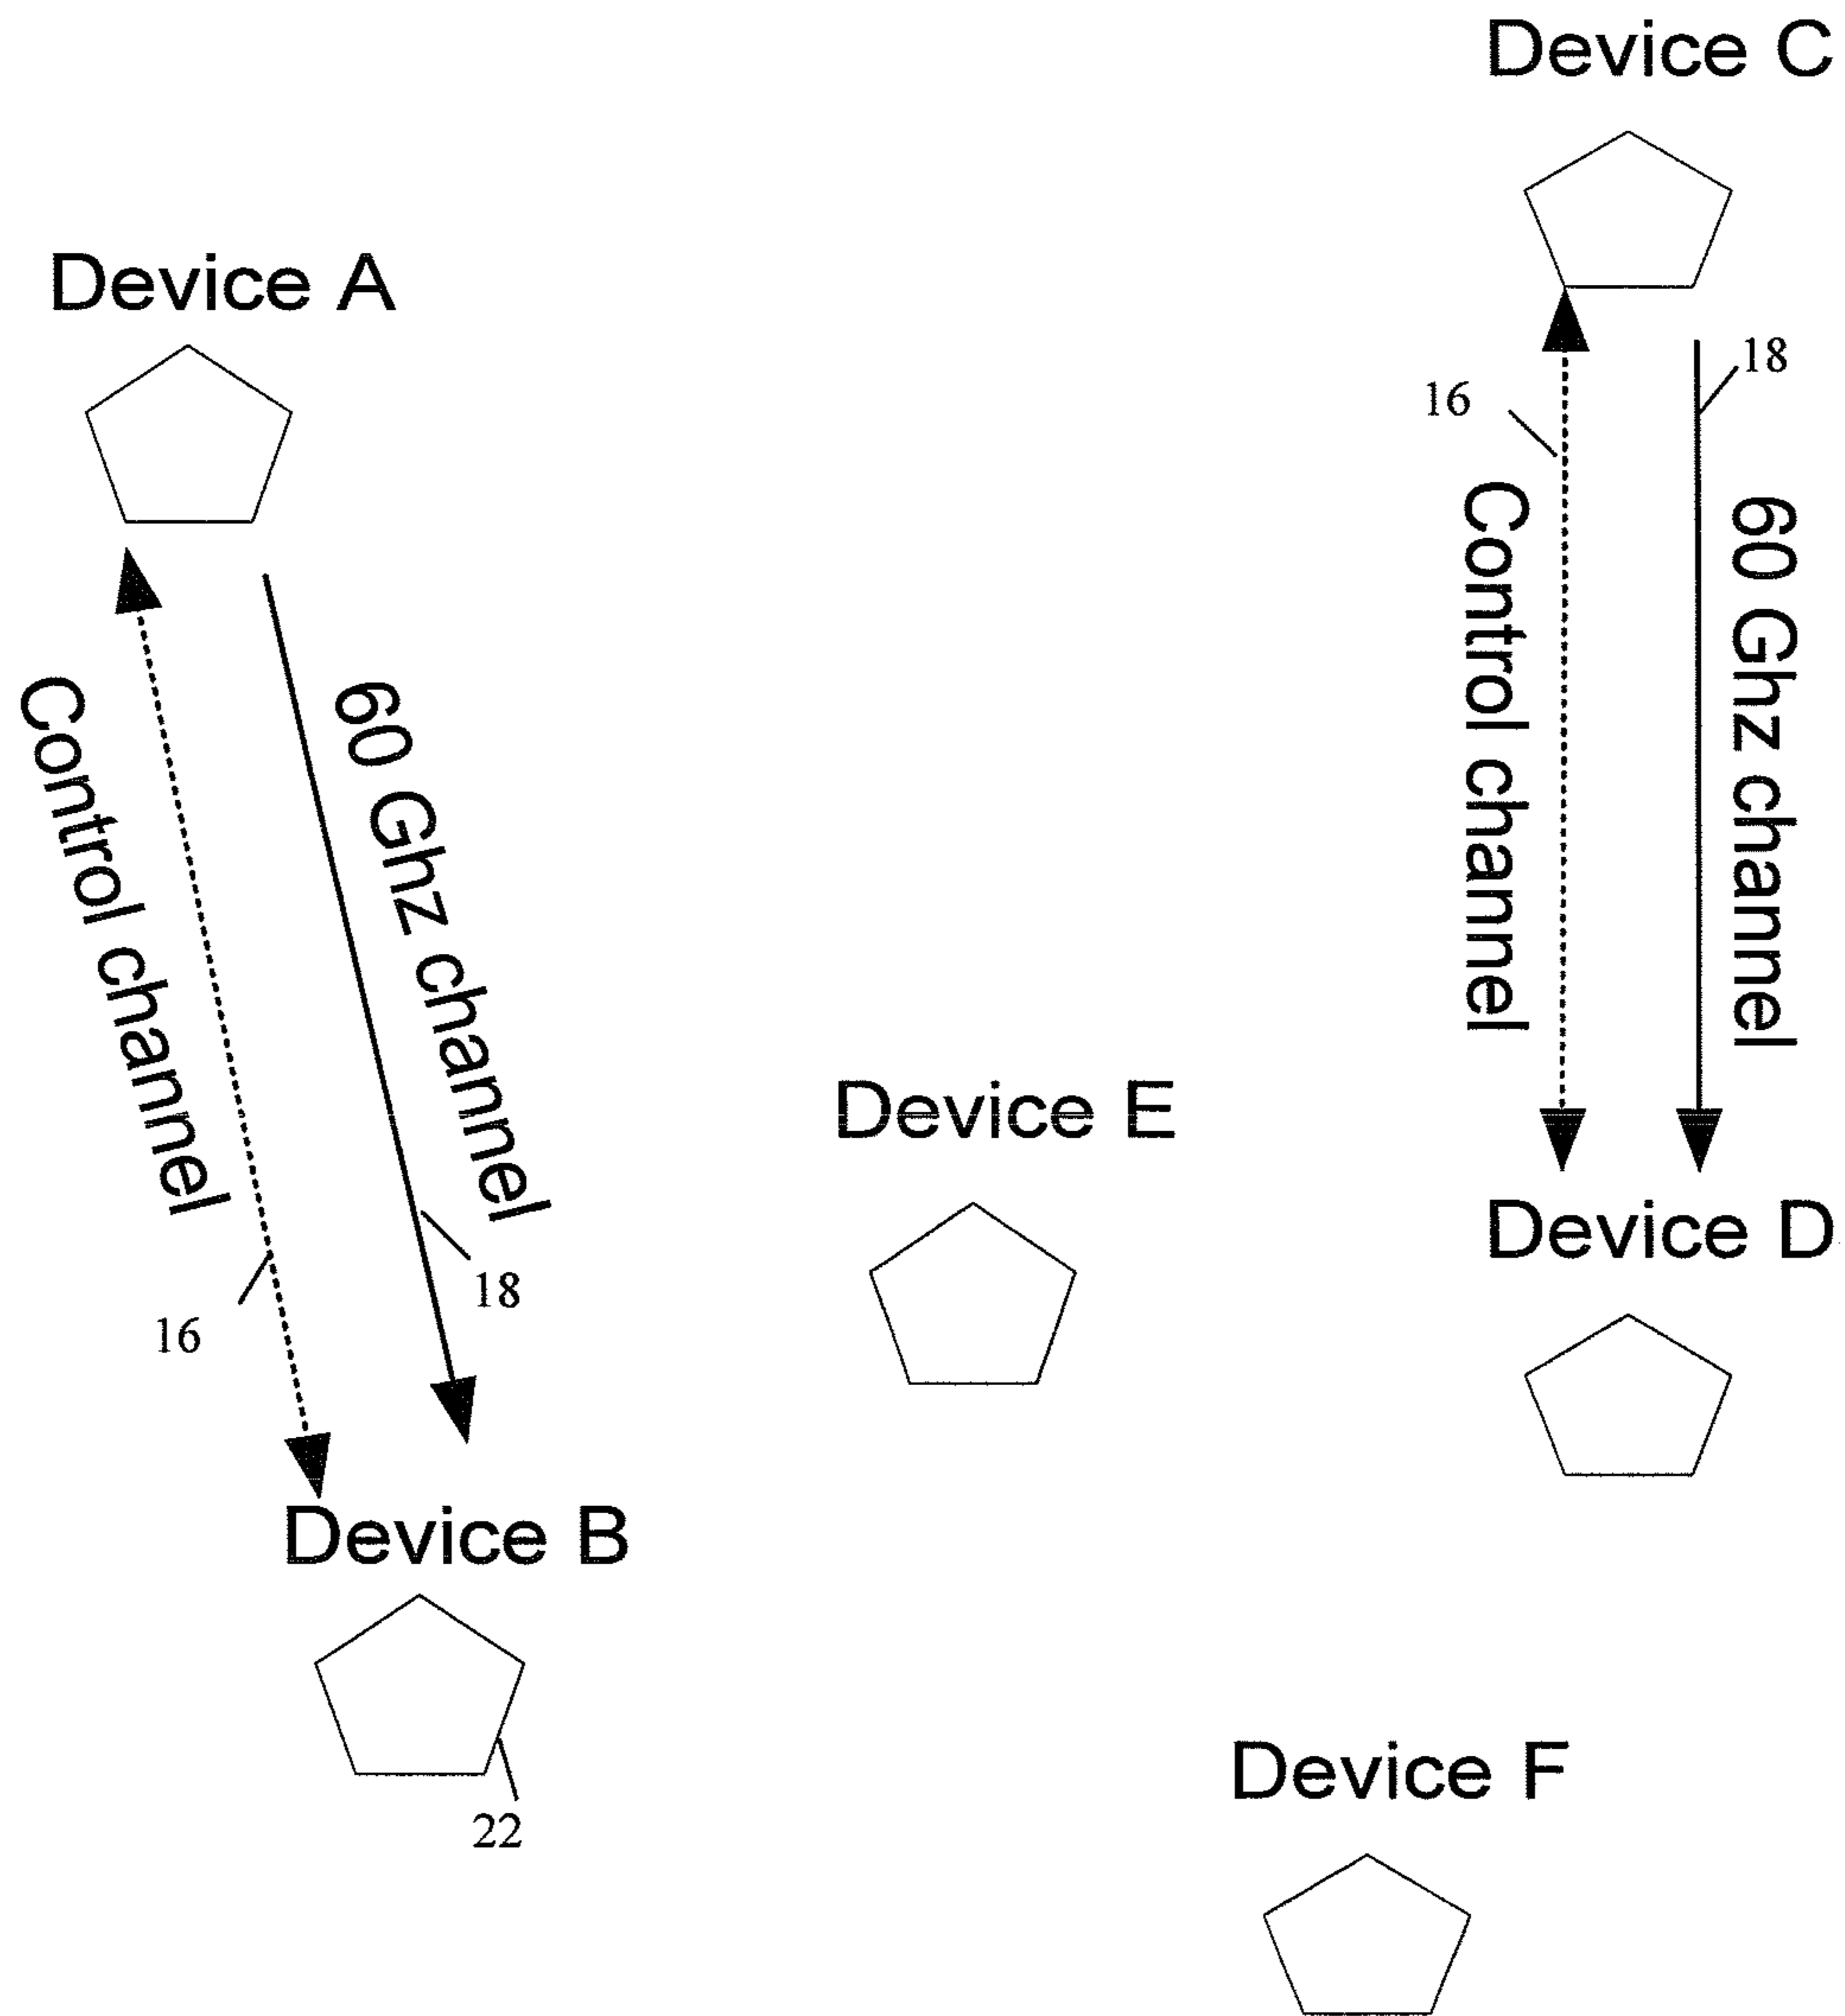 Device C
Device A
18
16
Control channel
60 Ghz channel
Control channel
60 Ghz channel
Device E
Device D
18
16
Device B
22
Device F